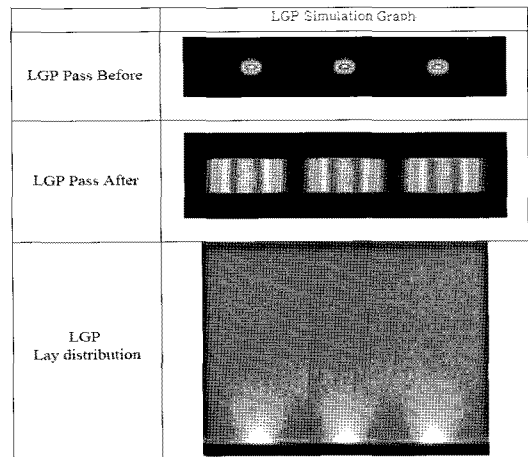 LGP Simulation Graph
LGP Pass Before
LGP Pass After
LGP
Lay distribution